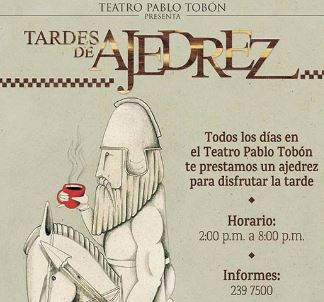 TEATRO PABLO TOBÓN
PRESENTA
TARDES
DE AJEDREZ
Todos los días en
el Teatro Pablo Tobón
te prestamos un ajedrez
para disfrutar la tarde
Horario:
2:00 p.m. a 8:00 p.m.
Informes:
239 7500